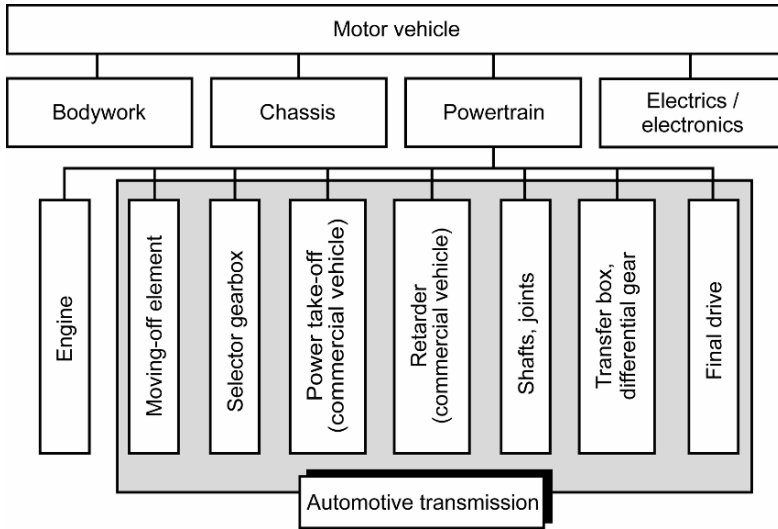 Motor vehicle
Bodywork
Chassis
Powertrain
Electrics /
electronics
Engine
Moving-off element
Selector gearbox
Power take-off
(commercial vehicle)
Retarder
(commercial vehicle)
Shafts, joints
Transfer box,
differential gear
Final drive
Automotive transmission